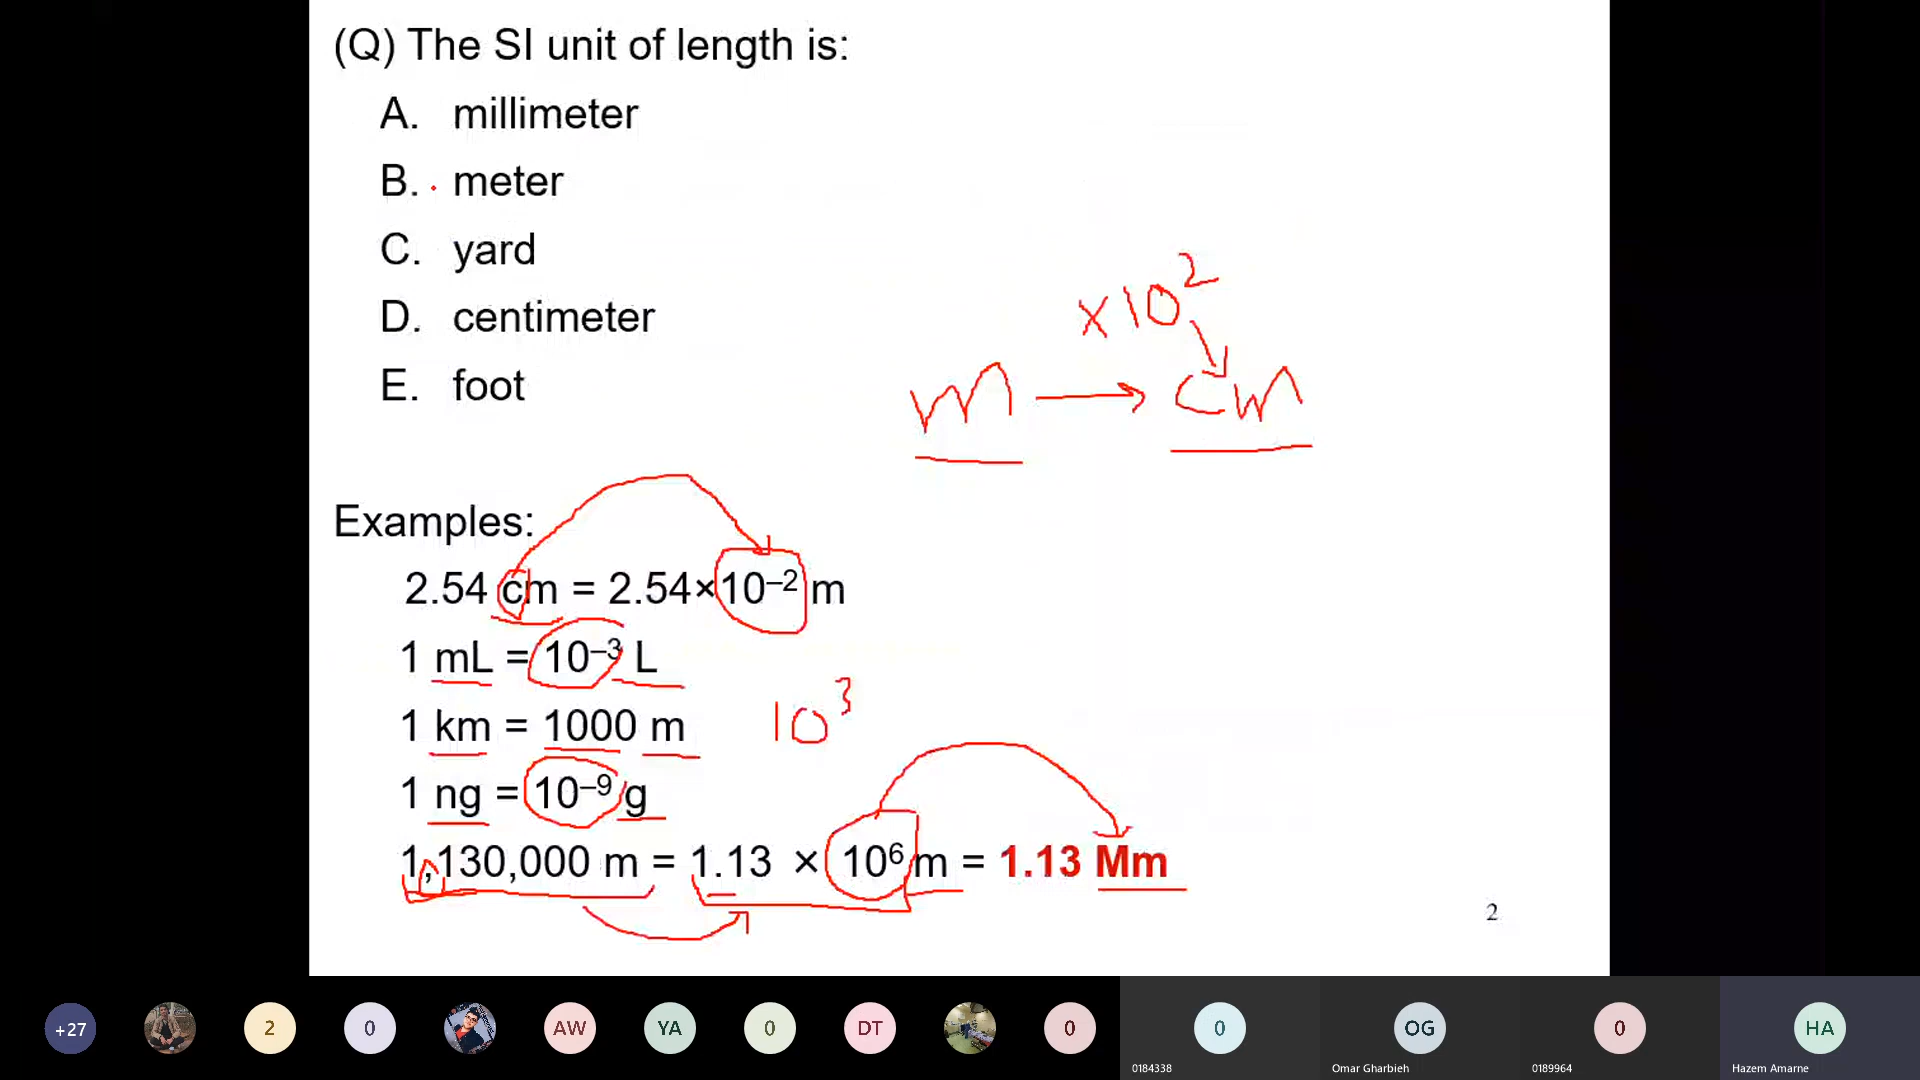 (Q) The SI unit of length is:
A. millimeter
B. meter
C. yard
D. centimeter
E. foot
×10²
m → cm
Examples:
2.54 cm = 2.54×10⁻² m
1 mL = 10⁻³ L
1 km = 1000 m 10³
1 ng = 10⁻⁹ g
1,130,000 m = 1.13 × 10⁶ m = 1.13 Mm
2
+27 2 0 AW YA 0 DT 0 0 OG 0 HA
0184338 Omar Gharbieh 0189964 Hazem Amarne